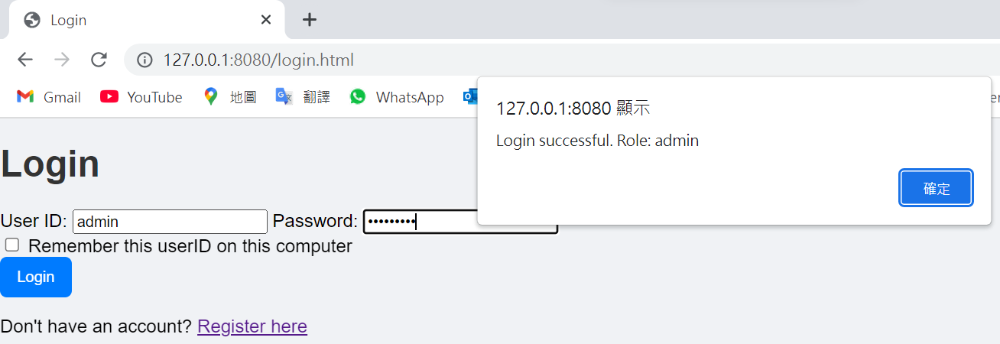 Login
127.0.0.1:8080/login.html
Gmail YouTube 地圖 翻譯 WhatsApp
127.0.0.1:8080 顯示
Login successful. Role: admin
確定
Login
User ID: admin Password: •••••••••
Remember this userID on this computer
Login
Don't have an account? Register here